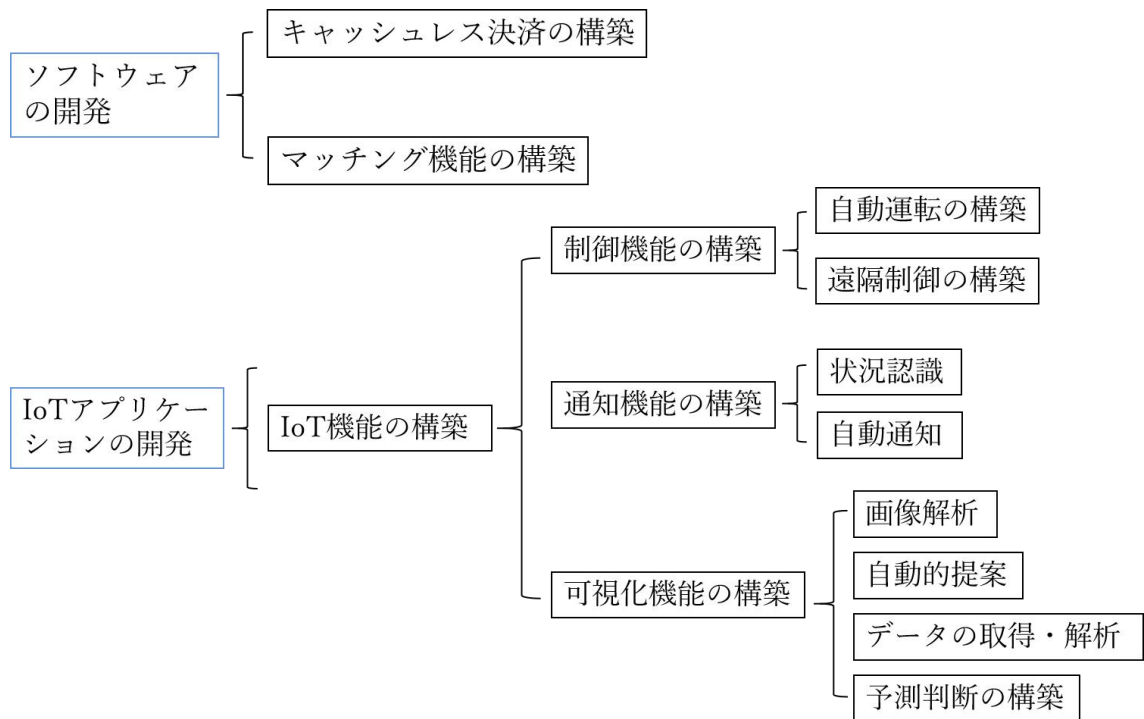 キャッシュレス決済の構築
ソフトウェア
の開発
マッチング機能の構築
自動運転の構築
制御機能の構築
遠隔制御の構築
状況認識
IoTアプリケー
ションの開発
IoT機能の構築
通知機能の構築
自動通知
画像解析
自動的提案
可視化機能の構築
データの取得・解析
予測判断の構築